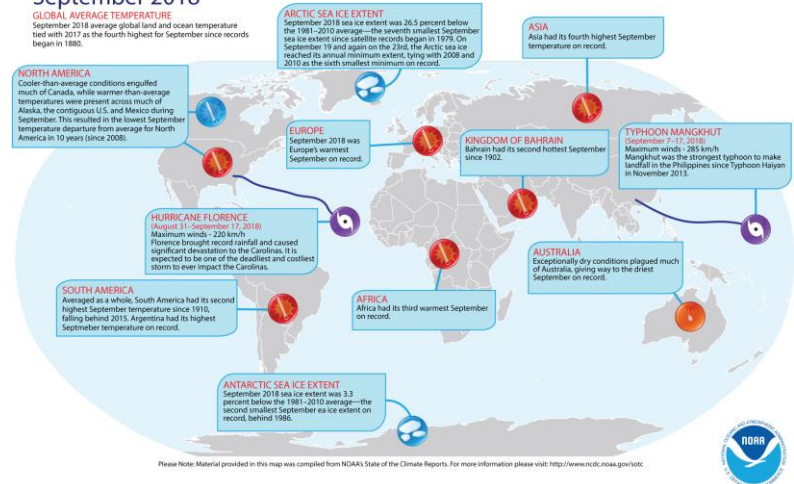 September 2018
GLOBAL AVERAGE TEMPERATURE
September 2018 average global land and ocean temperature
tied with 2017 as the fourth highest for September since records
began in 1880.
ARCTIC SEA ICE EXTENT
September 2018 sea ice extent was 26.5 percent below
the 1981–2010 average—the seventh smallest September
sea ice extent since satellite records began in 1979. On
September 19 and again on the 23rd, the Arctic sea ice
reached its annual minimum extent, tying with 2008 and
2010 as the sixth smallest minimum on record.
ASIA
Asia had its fourth highest September
temperature on record.
NORTH AMERICA
Cooler-than-average conditions engulfed
much of Canada, while warmer-than-average
temperatures were present across much of
Alaska, the contiguous U.S. and Mexico during
September. This resulted in the lowest September
temperature departure from average for North
America in 10 years (since 2008).
EUROPE
September 2018 was
Europe's warmest
September on record.
KINGDOM OF BAHRAIN
Bahrain had its second hottest September
since 1902.
TYPHOON MANGKHUT
(September 7–17, 2018)
Maximum winds - 285 km/h
Mangkhut was the strongest typhoon to make
landfall in the Philippines since Typhoon Haiyan
in November 2013.
HURRICANE FLORENCE
(August 31–September 17, 2018)
Maximum winds - 220 km/h
Florence brought record rainfall and caused
significant devastation to the Carolinas. It is
expected to be one of the deadliest and costliest
storm to ever impact the Carolinas.
AUSTRALIA
Exceptionally dry conditions plagued much
of Australia, giving way to the driest
September on record.
SOUTH AMERICA
Averaged as a whole, South America had its second
highest September temperature since 1910,
falling behind 2015. Argentina had its highest
Septmeber temperature on record.
AFRICA
Africa had its third warmest September
on record.
ANTARCTIC SEA ICE EXTENT
September 2018 sea ice extent was 3.3
percent below the 1981–2010 average—the
second smallest September ea ice extent on
record, behind 1986.
Please Note: Material provided in this map was compiled from NOAA's State of the Climate Reports. For more information please visit: http://www.ncdc.noaa.gov/sotc
NOAA